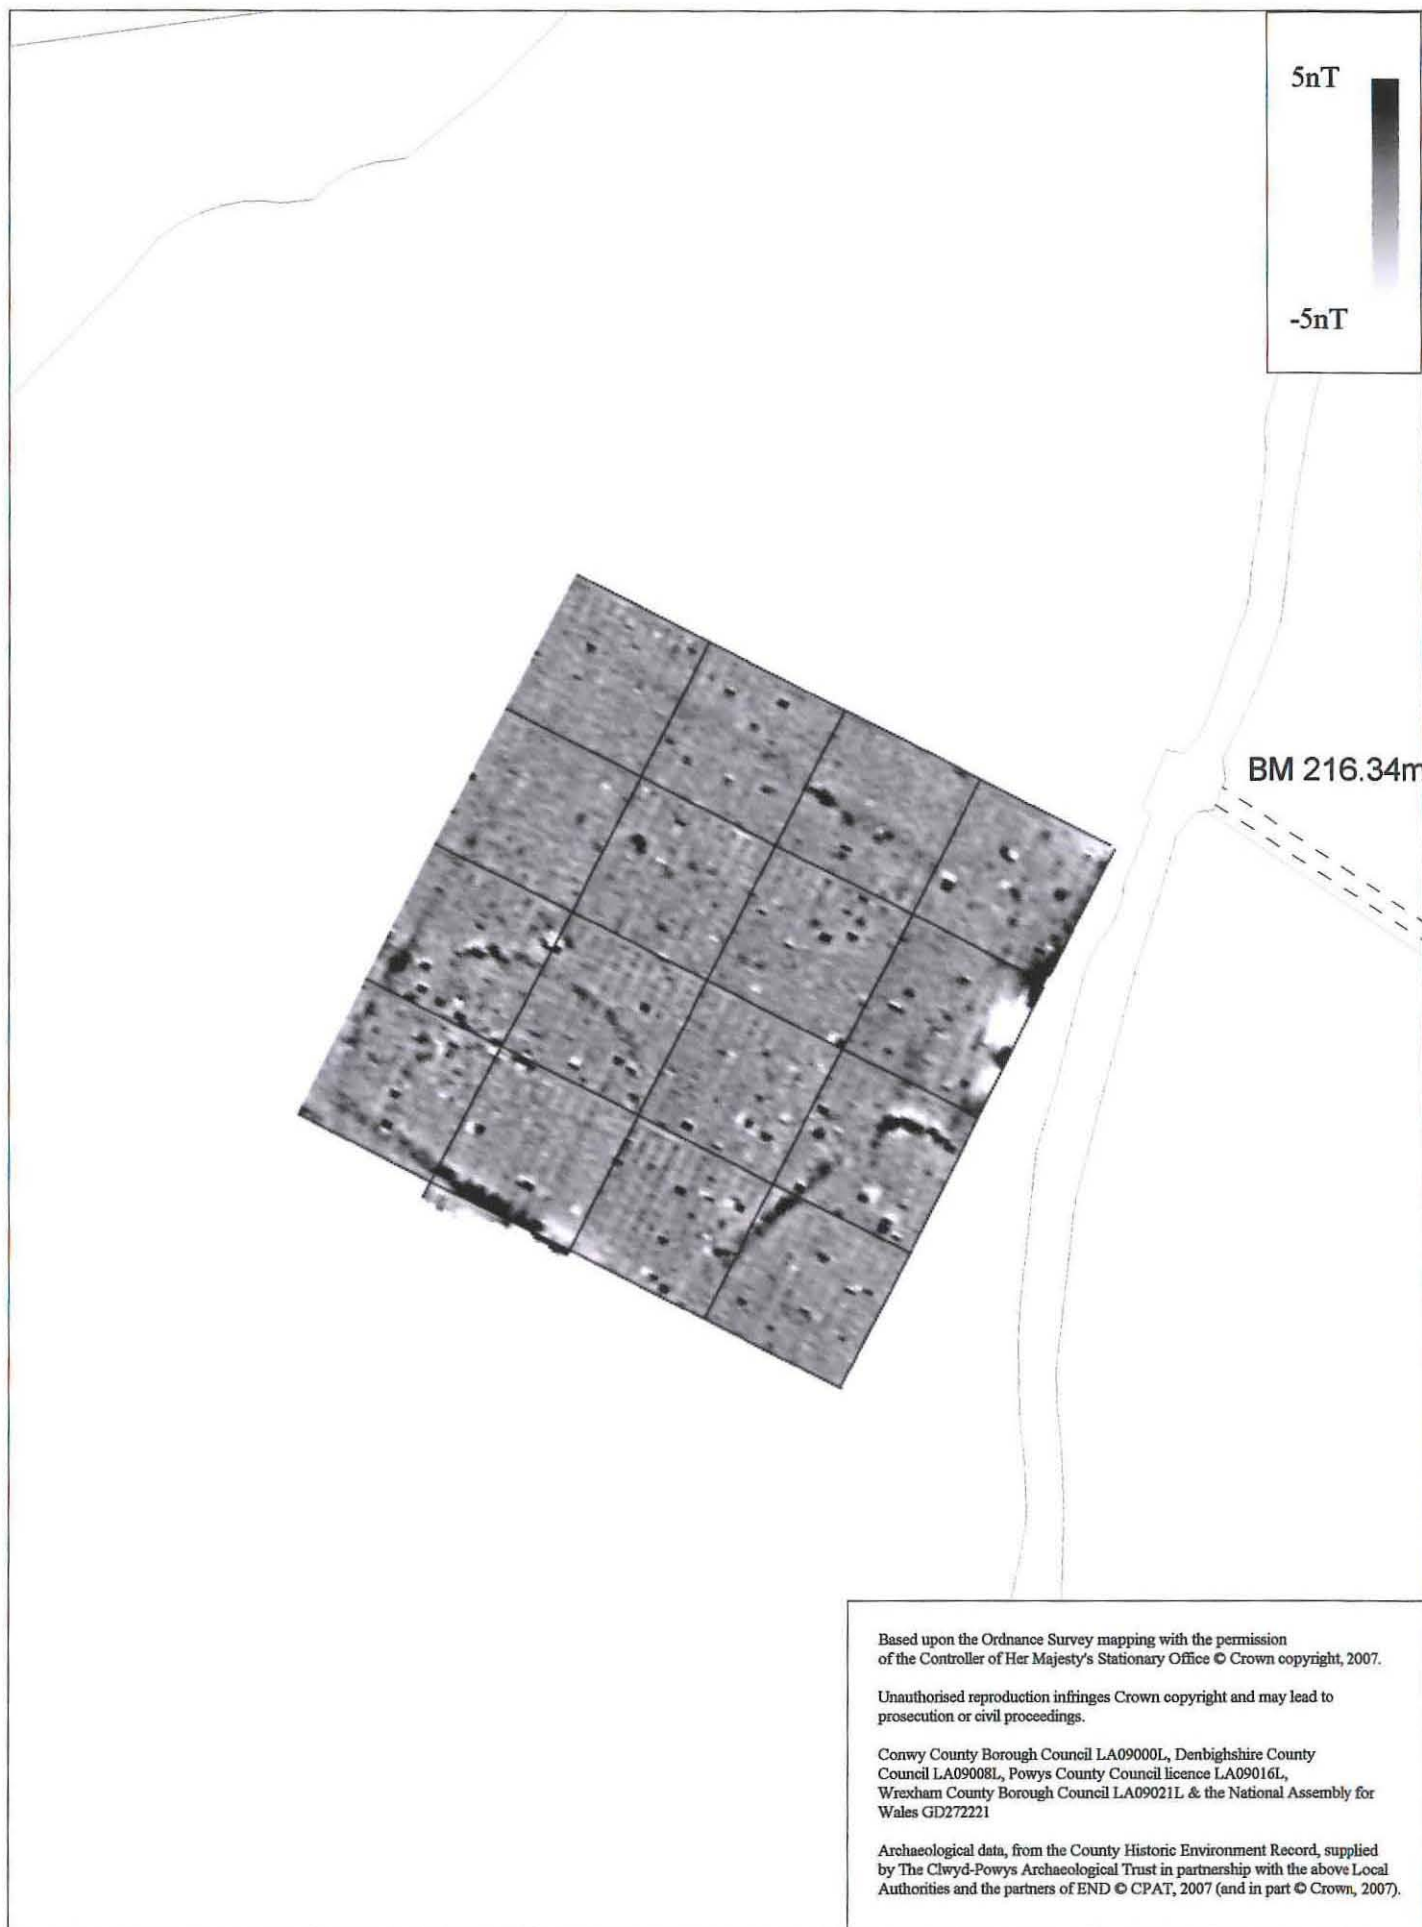 5nT
-5nT
BM 216.34m
Based upon the Ordnance Survey mapping with the permission
of the Controller of Her Majesty's Stationary Office © Crown copyright, 2007.
Unauthorised reproduction infringes Crown copyright and may lead to
prosecution or civil proceedings.
Conwy County Borough Council LA09000L, Denbighshire County
Council LA09008L, Powys County Council licence LA09016L,
Wrexham County Borough Council LA09021L & the National Assembly for
Wales GD272221
Archaeological data, from the County Historic Environment Record, supplied
by The Clwyd-Powys Archaeological Trust in partnership with the above Local
Authorities and the partners of END © CPAT, 2007 (and in part © Crown, 2007).